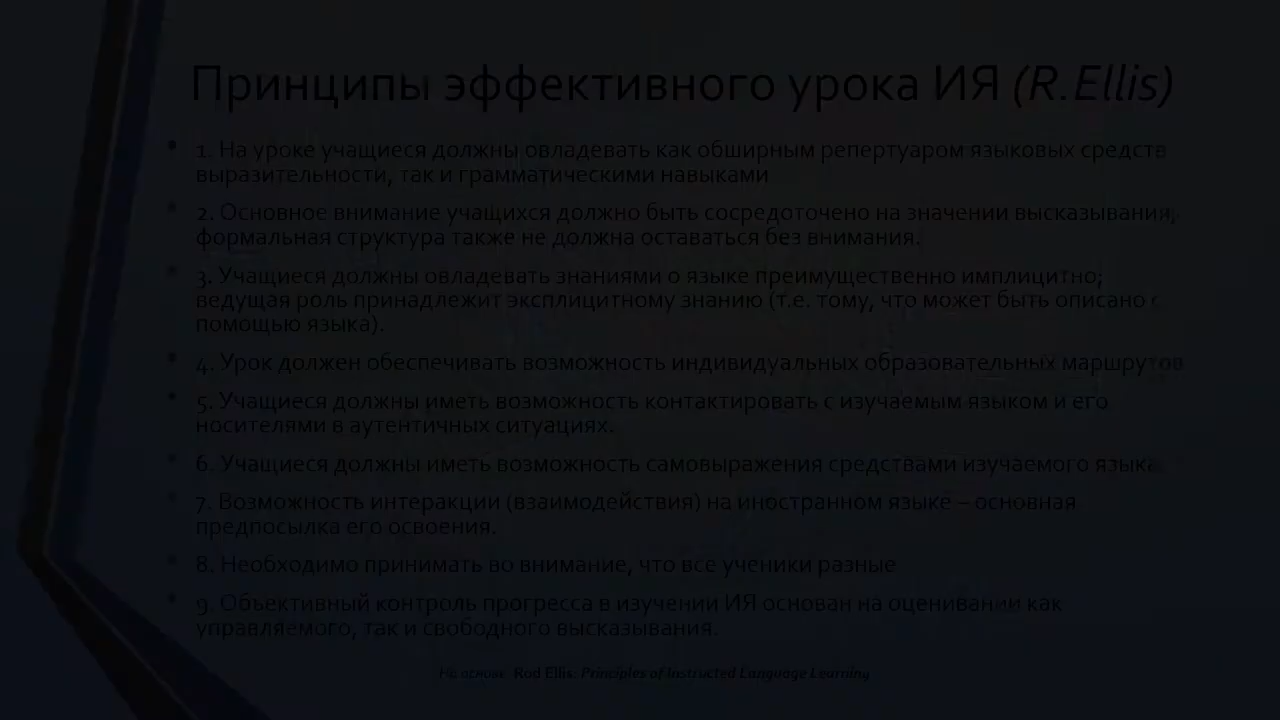 Принципы эффективного урока ИЯ (R.Ellis)
• 1. На уроке учащиеся должны овладевать как обширным репертуаром языковых средств
выразительности, так и грамматическими навыками
• 2. Основное внимание учащихся должно быть сосредоточено на значении высказывания;
формальная структура также не должна оставаться без внимания.
• 3. Учащиеся должны овладевать знаниями о языке преимущественно имплицитно;
ведущая роль принадлежит эксплицитному знанию (т.е. тому, что может быть описано с
помощью языка).
• 4. Урок должен обеспечивать возможность индивидуальных образовательных маршрутов
• 5. Учащиеся должны иметь возможность контактировать с изучаемым языком и его
носителями в аутентичных ситуациях.
• 6. Учащиеся должны иметь возможность самовыражения средствами изучаемого языка
• 7. Возможность интеракции (взаимодействия) на иностранном языке – основная
предпосылка его освоения.
• 8. Необходимо принимать во внимание, что все ученики разные
• 9. Объективный контроль прогресса в изучении ИЯ основан на оценивании как
управляемого, так и свободного высказывания.
На основе: Rod Ellis. Principles of Instructed Language Learning